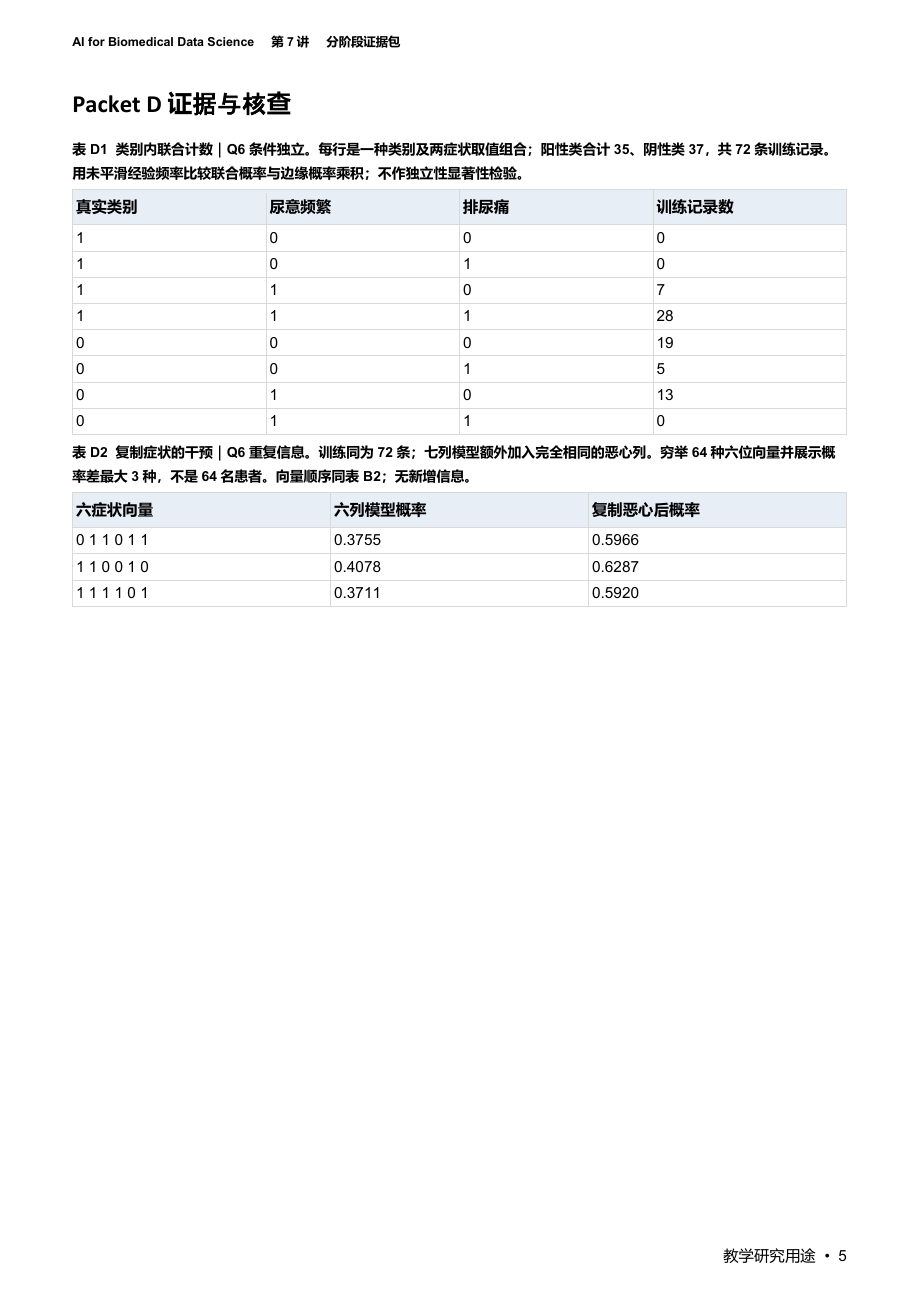 AI for Biomedical Data Science 第 7 讲 分阶段证据包
Packet D 证据与核查
表 D1 类别内联合计数｜Q6 条件独立。每行是一种类别及两症状取值组合；阳性类合计 35、阴性类 37，共 72 条训练记录。
用未平滑经验频率比较联合概率与边缘概率乘积；不作独立性显著性检验。
真实类别 尿意频繁 排尿痛 训练记录数
1 0 0 0
1 0 1 0
1 1 0 7
1 1 1 28
0 0 0 19
0 0 1 5
0 1 0 13
0 1 1 0
表 D2 复制症状的干预｜Q6 重复信息。训练同为 72 条；七列模型额外加入完全相同的恶心列。穷举 64 种六位向量并展示概
率差最大 3 种，不是 64 名患者。向量顺序同表 B2；无新增信息。
六症状向量 六列模型概率 复制恶心后概率
0 1 1 0 1 1 0.3755 0.5966
1 1 0 0 1 0 0.4078 0.6287
1 1 1 1 0 1 0.3711 0.5920
教学研究用途 • 5